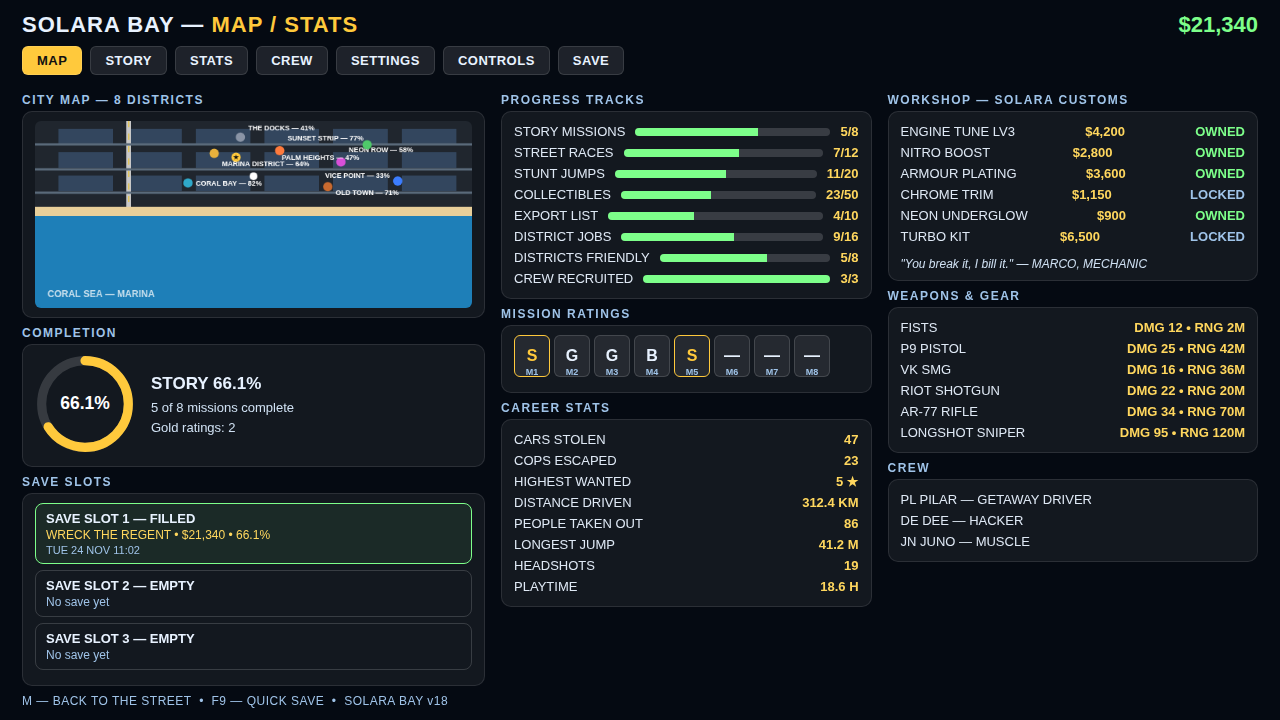 SOLARA BAY — MAP / STATS
$21,340
MAP
STORY
STATS
CREW
SETTINGS
CONTROLS
SAVE
CITY MAP — 8 DISTRICTS
THE DOCKS — 41%
SUNSET STRIP — 77%
NEON ROW — 58%
PALM HEIGHTS — 47%
MARINA DISTRICT — 64%
VICE POINT — 33%
CORAL BAY — 82%
OLD TOWN — 71%
CORAL SEA — MARINA
COMPLETION
66.1%
STORY 66.1%
5 of 8 missions complete
Gold ratings: 2
SAVE SLOTS
SAVE SLOT 1 — FILLED
WRECK THE REGENT • $21,340 • 66.1%
TUE 24 NOV 11:02
SAVE SLOT 2 — EMPTY
No save yet
SAVE SLOT 3 — EMPTY
No save yet
PROGRESS TRACKS
STORY MISSIONS 5/8
STREET RACES 7/12
STUNT JUMPS 11/20
COLLECTIBLES 23/50
EXPORT LIST 4/10
DISTRICT JOBS 9/16
DISTRICTS FRIENDLY 5/8
CREW RECRUITED 3/3
MISSION RATINGS
S G G B S — — —
M1 M2 M3 M4 M5 M6 M7 M8
CAREER STATS
CARS STOLEN 47
COPS ESCAPED 23
HIGHEST WANTED 5 ★
DISTANCE DRIVEN 312.4 KM
PEOPLE TAKEN OUT 86
LONGEST JUMP 41.2 M
HEADSHOTS 19
PLAYTIME 18.6 H
WORKSHOP — SOLARA CUSTOMS
ENGINE TUNE LV3 $4,200 OWNED
NITRO BOOST $2,800 OWNED
ARMOUR PLATING $3,600 OWNED
CHROME TRIM $1,150 LOCKED
NEON UNDERGLOW $900 OWNED
TURBO KIT $6,500 LOCKED
"You break it, I bill it." — MARCO, MECHANIC
WEAPONS & GEAR
FISTS DMG 12 • RNG 2M
P9 PISTOL DMG 25 • RNG 42M
VK SMG DMG 16 • RNG 36M
RIOT SHOTGUN DMG 22 • RNG 20M
AR-77 RIFLE DMG 34 • RNG 70M
LONGSHOT SNIPER DMG 95 • RNG 120M
CREW
PL PILAR — GETAWAY DRIVER
DE DEE — HACKER
JN JUNO — MUSCLE
M — BACK TO THE STREET • F9 — QUICK SAVE • SOLARA BAY v18